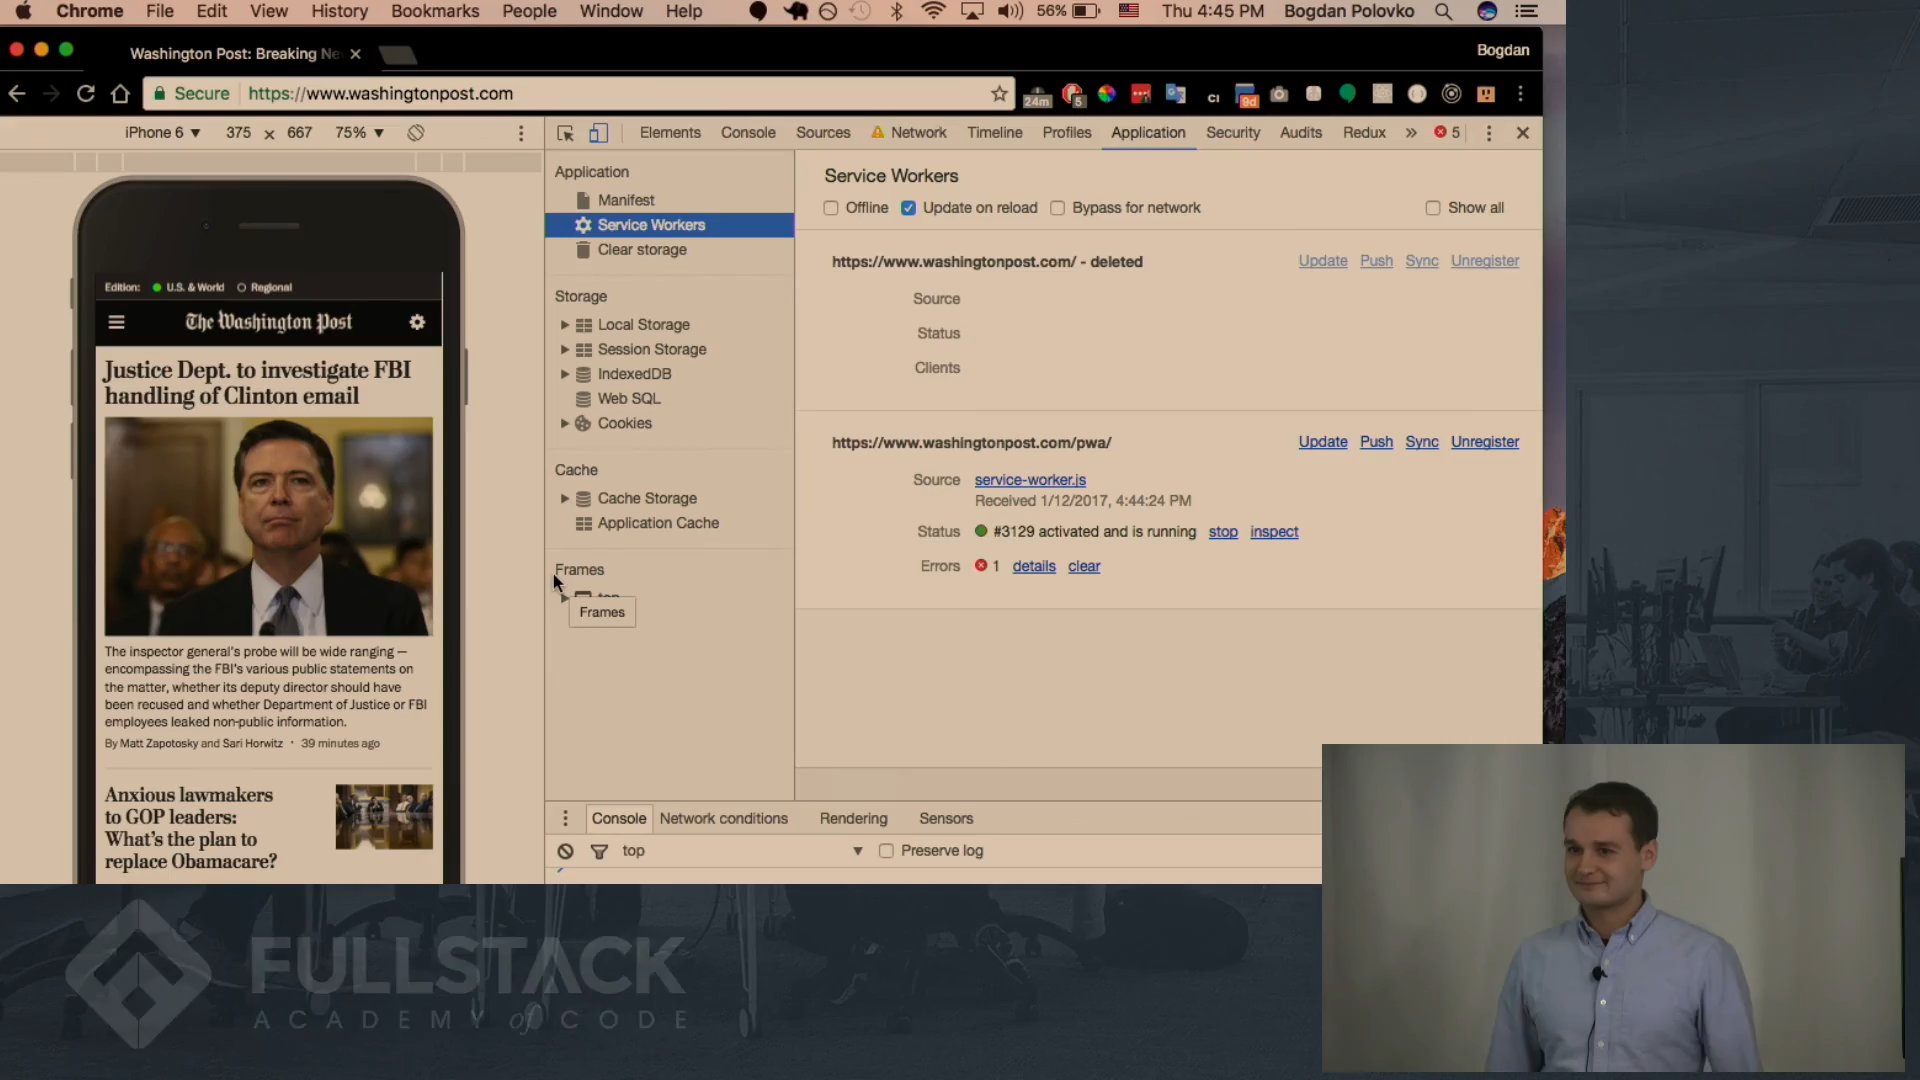 Chrome File Edit View History Bookmarks People Window Help 56% Thu 4:45 PM Bogdan Polovko
Washington Post: Breaking Ne
Bogdan
Secure https://www.washingtonpost.com
24m 5 CI 9d
iPhone 6 ▼ 375 x 667 75% ▼
Elements Console Sources Network Timeline Profiles Application Security Audits Redux » 5
Application
Manifest
Service Workers
Clear storage
Storage
Local Storage
Session Storage
IndexedDB
Web SQL
Cookies
Cache
Cache Storage
Application Cache
Frames
top
Frames
Service Workers
Offline Update on reload Bypass for network Show all
https://www.washingtonpost.com/ - deleted Update Push Sync Unregister
Source
Status
Clients
https://www.washingtonpost.com/pwa/ Update Push Sync Unregister
Source service-worker.js
Received 1/12/2017, 4:44:24 PM
Status #3129 activated and is running stop inspect
Errors 1 details clear
Console Network conditions Rendering Sensors
top ▼ Preserve log
Edition: U.S. & World Regional
The Washington Post
Justice Dept. to investigate FBI
handling of Clinton email
The inspector general's probe will be wide ranging —
encompassing the FBI's various public statements on
the matter, whether its deputy director should have
been recused and whether Department of Justice or FBI
employees leaked non-public information.
By Matt Zapotosky and Sari Horwitz · 39 minutes ago
Anxious lawmakers
to GOP leaders:
What's the plan to
replace Obamacare?
FULLSTACK
ACADEMY of CODE